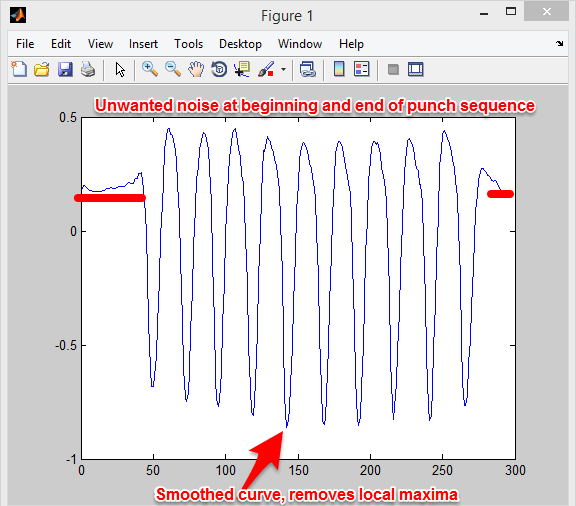 Figure 1
File Edit View Insert Tools Desktop Window Help
Unwanted noise at beginning and end of punch sequence
0.5
0
-0.5
-1
0 50 100 150 200 250 300
Smoothed curve, removes local maxima